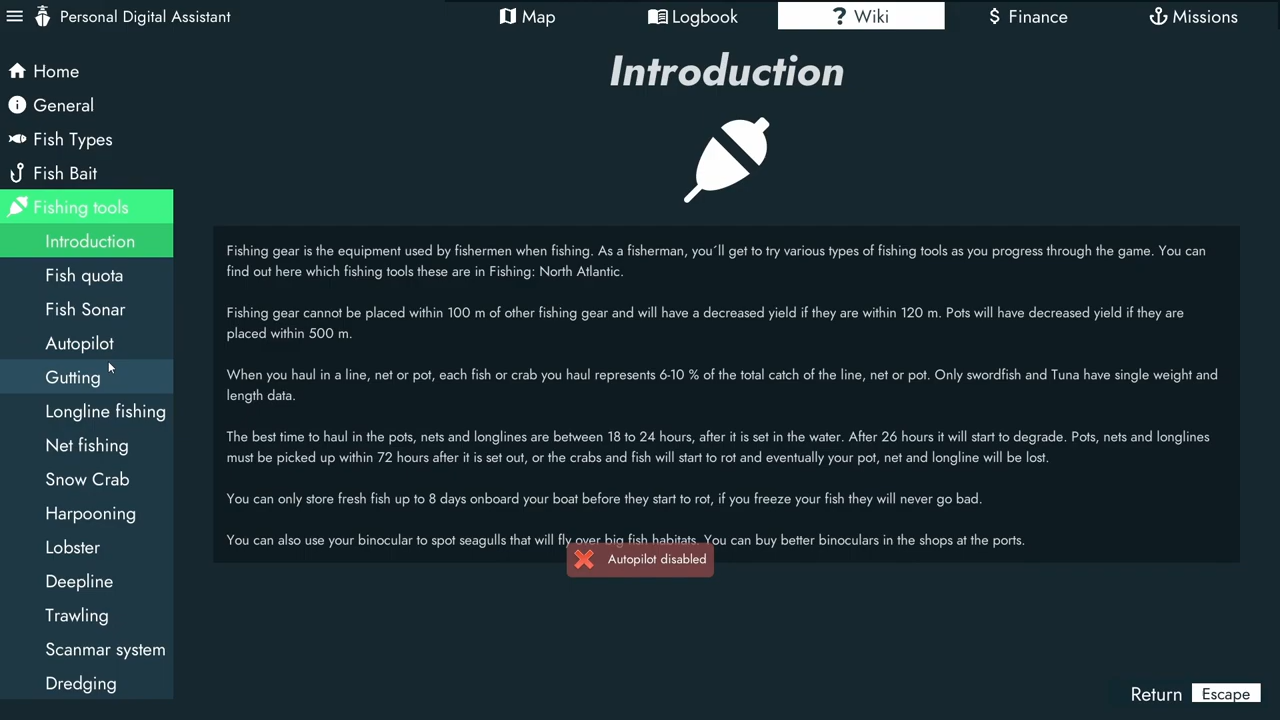 Personal Digital Assistant
Map
Logbook
? Wiki
$ Finance
Missions
Home
General
Fish Types
Fish Bait
Fishing tools
Introduction
Fish quota
Fish Sonar
Autopilot
Gutting
Longline fishing
Net fishing
Snow Crab
Harpooning
Lobster
Deepline
Trawling
Scanmar system
Dredging
Introduction
Fishing gear is the equipment used by fishermen when fishing. As a fisherman, you´ll get to try various types of fishing tools as you progress through the game. You can
find out here which fishing tools these are in Fishing: North Atlantic.
Fishing gear cannot be placed within 100 m of other fishing gear and will have a decreased yield if they are within 120 m. Pots will have decreased yield if they are
placed within 500 m.
When you haul in a line, net or pot, each fish or crab you haul represents 6-10 % of the total catch of the line, net or pot. Only swordfish and Tuna have single weight and
length data.
The best time to haul in the pots, nets and longlines are between 18 to 24 hours, after it is set in the water. After 26 hours it will start to degrade. Pots, nets and longlines
must be picked up within 72 hours after it is set out, or the crabs and fish will start to rot and eventually your pot, net and longline will be lost.
You can only store fresh fish up to 8 days onboard your boat before they start to rot, if you freeze your fish they will never go bad.
You can also use your binocular to spot seagulls that will fly over big fish habitats. You can buy better binoculars in the shops at the ports.
Autopilot disabled
Return Escape